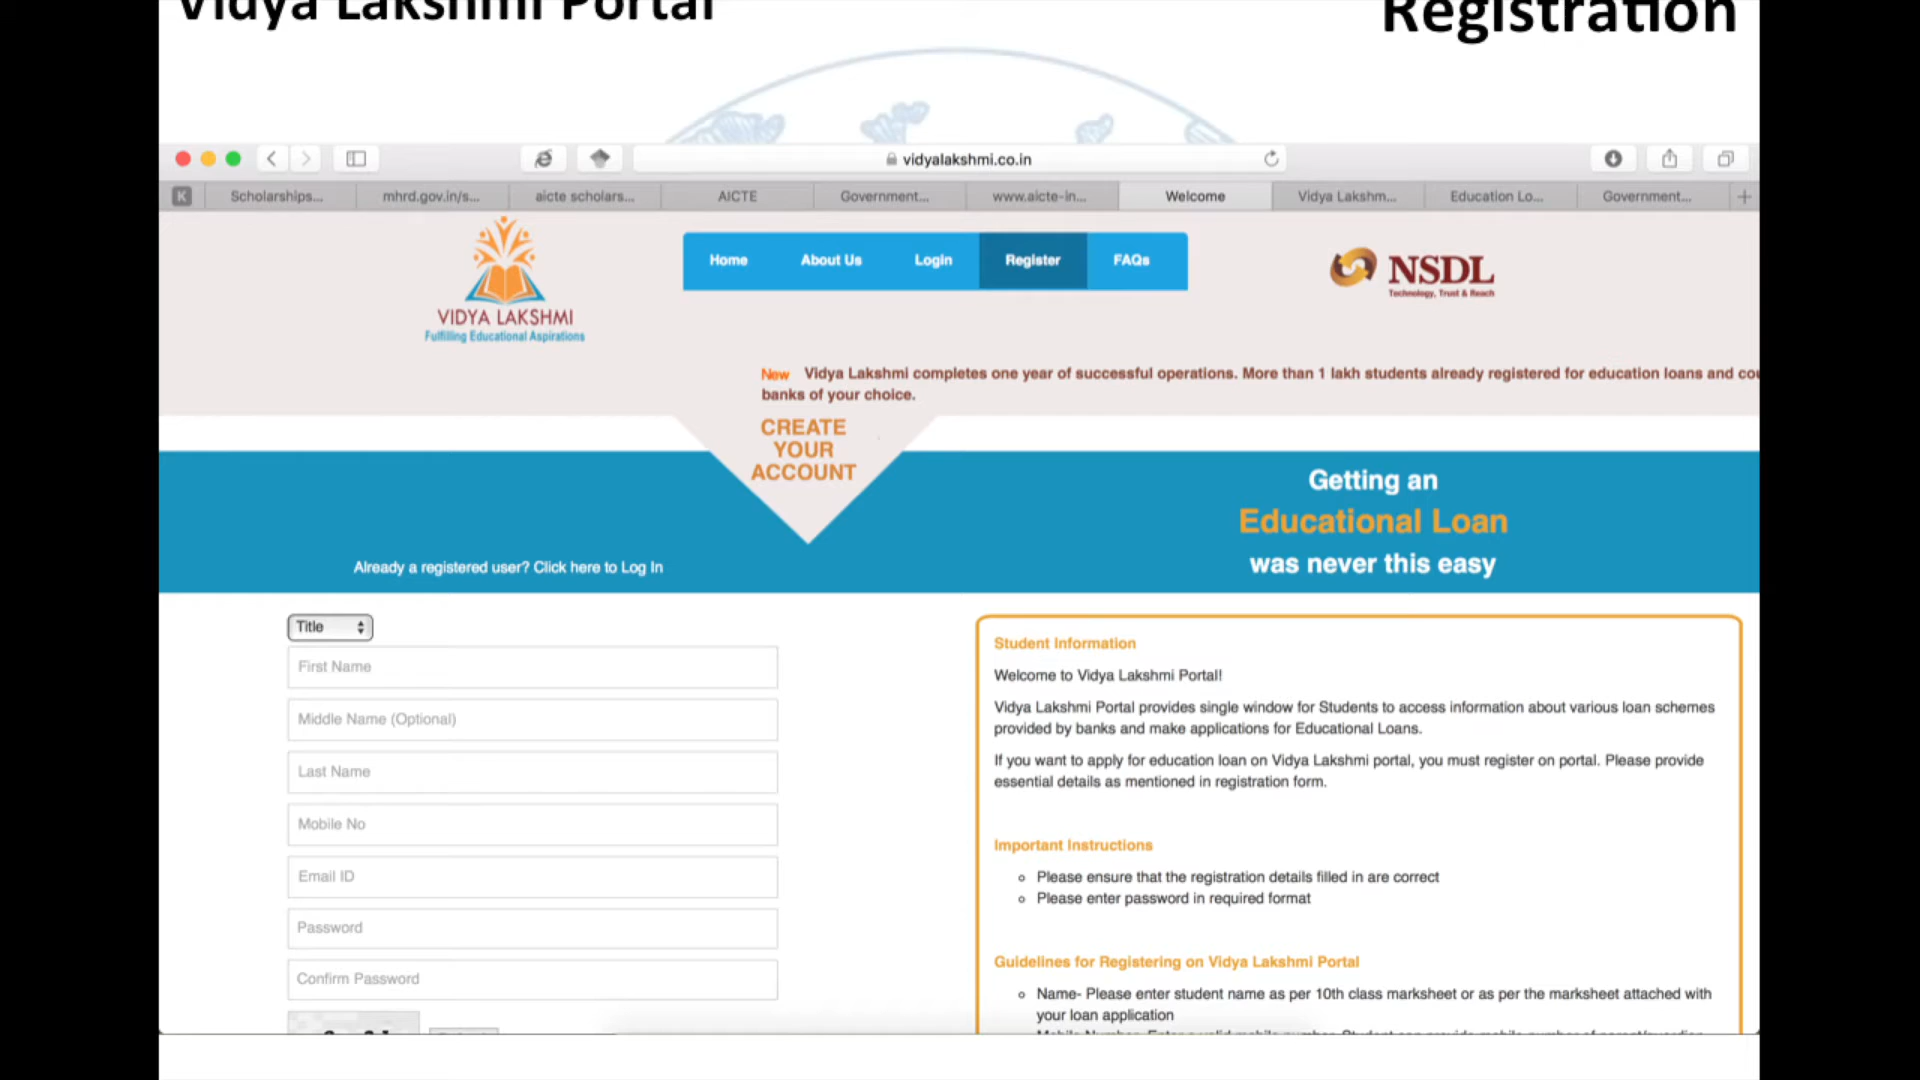 Vidya Lakshmi Portal
Registration
vidyalakshmi.co.in
K
Scholarships...
mhrd.gov.in/s...
aicte scholars...
AICTE
Government...
www.aicte-in...
Welcome
Vidya Lakshm...
Education Lo...
Government...
VIDYA LAKSHMI
Fulfilling Educational Aspirations
Home
About Us
Login
Register
FAQs
NSDL
Technology, Trust & Reach
New Vidya Lakshmi completes one year of successful operations. More than 1 lakh students already registered for education loans and
banks of your choice.
CREATE
YOUR
ACCOUNT
Already a registered user? Click here to Log In
Getting an
Educational Loan
was never this easy
Title
First Name
Middle Name (Optional)
Last Name
Mobile No
Email ID
Password
Confirm Password
Student Information
Welcome to Vidya Lakshmi Portal!
Vidya Lakshmi Portal provides single window for Students to access information about various loan schemes
provided by banks and make applications for Educational Loans.
If you want to apply for education loan on Vidya Lakshmi portal, you must register on portal. Please provide
essential details as mentioned in registration form.
Important Instructions
Please ensure that the registration details filled in are correct
Please enter password in required format
Guidelines for Registering on Vidya Lakshmi Portal
Name- Please enter student name as per 10th class marksheet or as per the marksheet attached with
your loan application